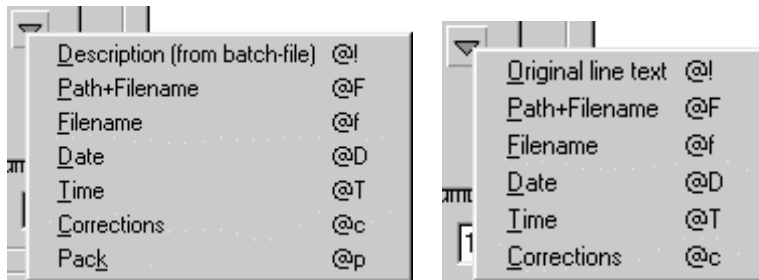 Description (from batch-file) @!
Path+Filename @F
Filename @f
Date @D
Time @T
Corrections @c
Pack @p
Original line text @!
Path+Filename @F
Filename @f
Date @D
Time @T
Corrections @c